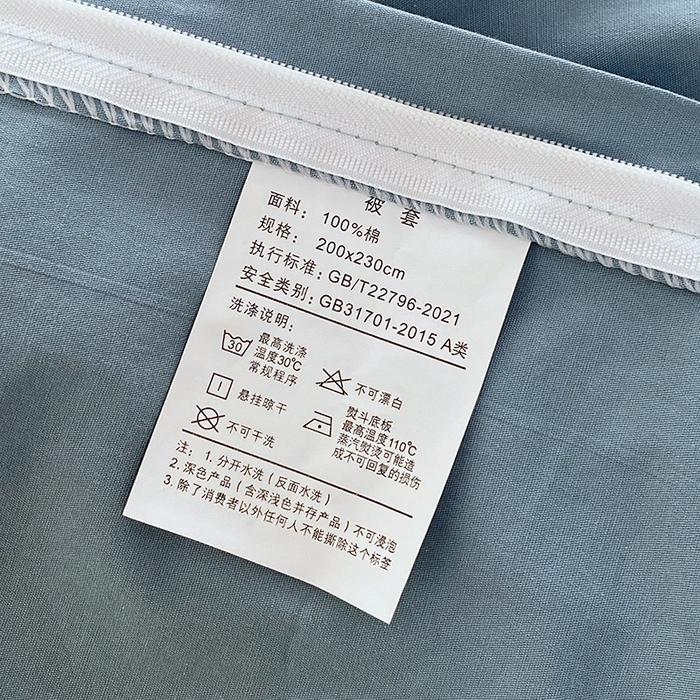 被套
面料：100%棉
规格：200x230cm
执行标准：GB/T22796-2021
安全类别：GB31701-2015 A类
洗涤说明：
30
最高洗涤
温度30℃
常规程序
不可漂白
悬挂晾干
熨斗底板
最高温度110℃
蒸汽熨烫可能造
成不可回复的损伤
不可干洗
注：1. 分开水洗（反面水洗）
2. 深色产品（含深浅色并存产品）不可浸泡
3. 除了消费者以外任何人不能撕除这个标签